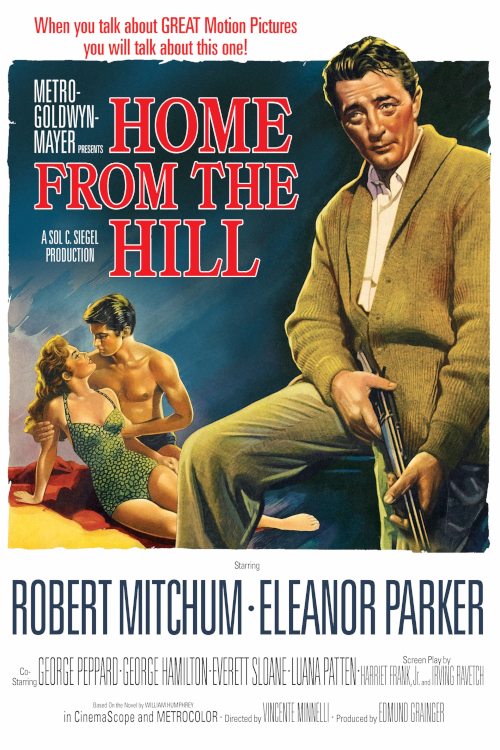 When you talk about GREAT Motion Pictures
you will talk about this one!
METRO-
GOLDWYN-
MAYER PRESENTS
HOME
FROM THE
HILL
A SOL C. SIEGEL
PRODUCTION
Starring
ROBERT MITCHUM · ELEANOR PARKER
Co-
Starring GEORGE PEPPARD · GEORGE HAMILTON · EVERETT SLOANE · LUANA PATTEN · Screen Play by HARRIET FRANK, Jr. and IRVING RAVETCH
Based On the Novel by WILLIAM HUMPHREY
in CinemaScope and METROCOLOR · Directed by VINCENTE MINNELLI · Produced by EDMUND GRAINGER